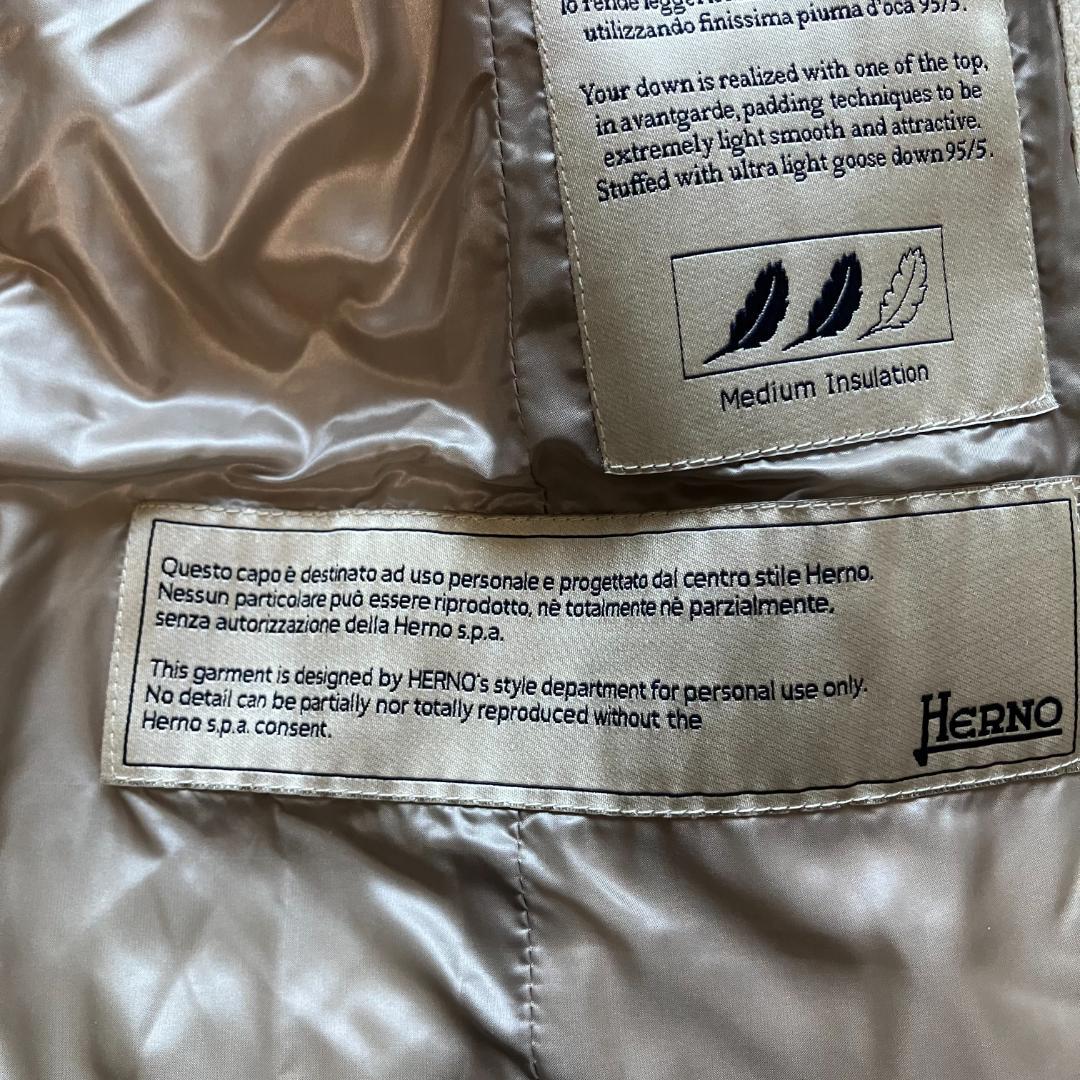 lo rende legger
utilizzando finissima piuma d'oca 95/5.
Your down is realized with one of the top,
in avantgarde, padding techniques to be
extremely light smooth and attractive.
Stuffed with ultra light goose down 95/5.
Medium Insulation
Questo capo è destinato ad uso personale e progettato dal centro stile Herno.
Nessun particolare può essere riprodotto, nè totalmente nè parzialmente,
senza autorizzazione della Herno s.p.a.
This garment is designed by HERNO's style department for personal use only.
No detail can be partially nor totally reproduced without the
Herno s.p.a. consent.
HERNO